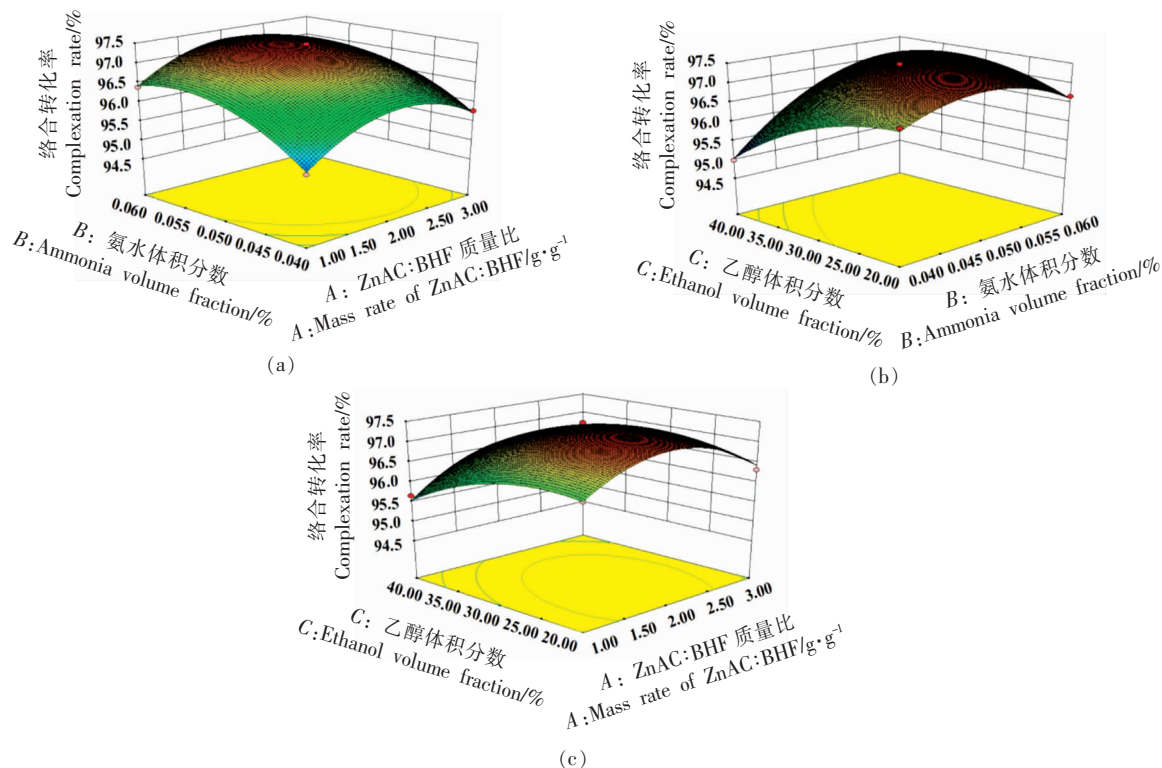 (a)
络合转化率
Complexation rate/%
97.5
97.0
96.5
96.0
95.5
95.0
94.5
0.060 0.055 0.050 0.045 0.040
B: 氨水体积分数
B:Ammonia volume fraction/%
1.00 1.50 2.00 2.50 3.00
A: ZnAC:BHF 质量比
A:Mass rate of ZnAC:BHF/g·g⁻¹
(b)
络合转化率
Complexation rate/%
97.5
97.0
96.5
96.0
95.5
95.0
94.5
40.00 35.00 30.00 25.00 20.00
C: 乙醇体积分数
C:Ethanol volume fraction/%
0.040 0.045 0.050 0.055 0.060
B: 氨水体积分数
B:Ammonia volume fraction/%
络合转化率
Complexation rate/%
97.5
97.0
96.5
96.0
95.5
95.0
94.5
40.00 35.00 30.00 25.00 20.00
C: 乙醇体积分数
C:Ethanol volume fraction/%
1.00 1.50 2.00 2.50 3.00
A: ZnAC:BHF 质量比
A:Mass rate of ZnAC:BHF/g·g⁻¹
(c)